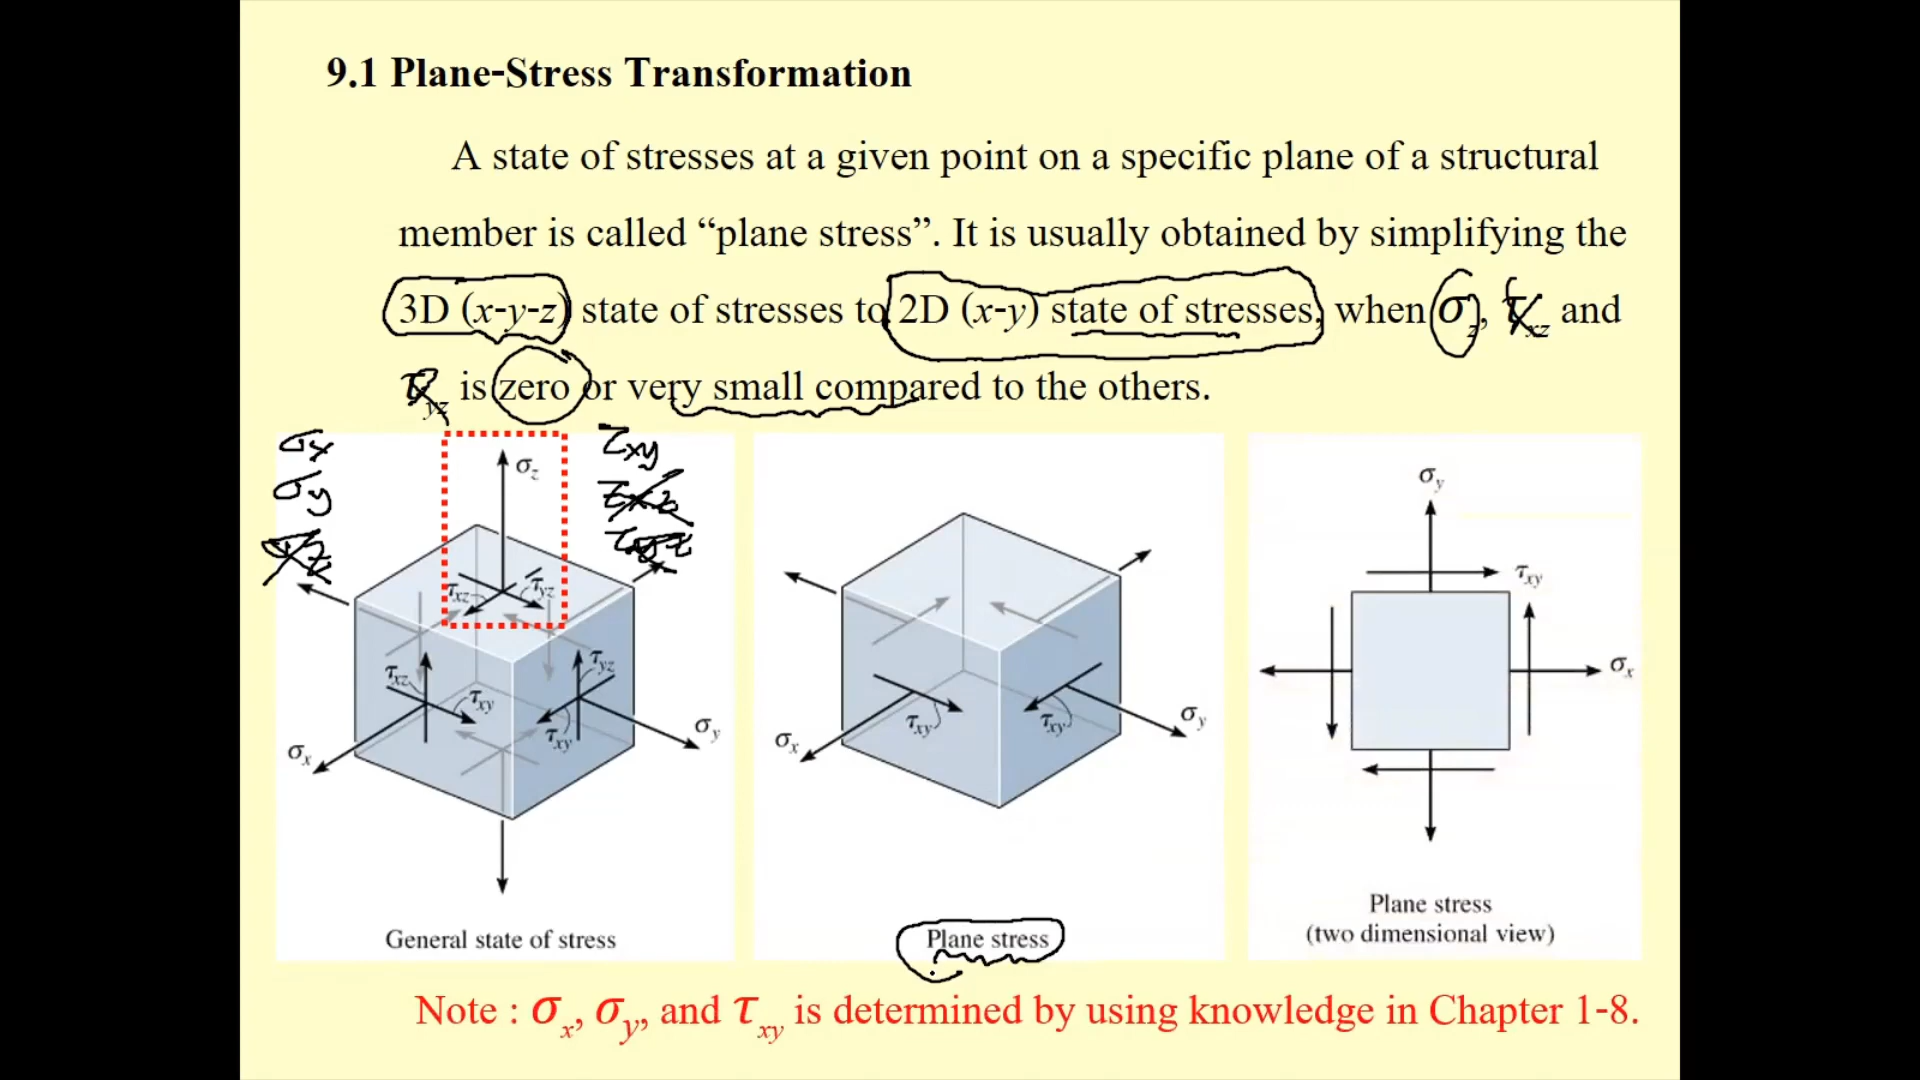 9.1 Plane-Stress Transformation
A state of stresses at a given point on a specific plane of a structural
member is called “plane stress”. It is usually obtained by simplifying the
3D (x-y-z) state of stresses to 2D (x-y) state of stresses, when σz, τxz and
τyz is zero or very small compared to the others.
σx
σy
σz
τxy
τxz
τyz
σz
τxz
τyz
τxz
τxy
τyz
τxy
σx
σy
General state of stress
τxy
τxy
σx
σy
Plane stress
σy
τxy
σx
Plane stress
(two dimensional view)
Note : σx, σy, and τxy is determined by using knowledge in Chapter 1-8.